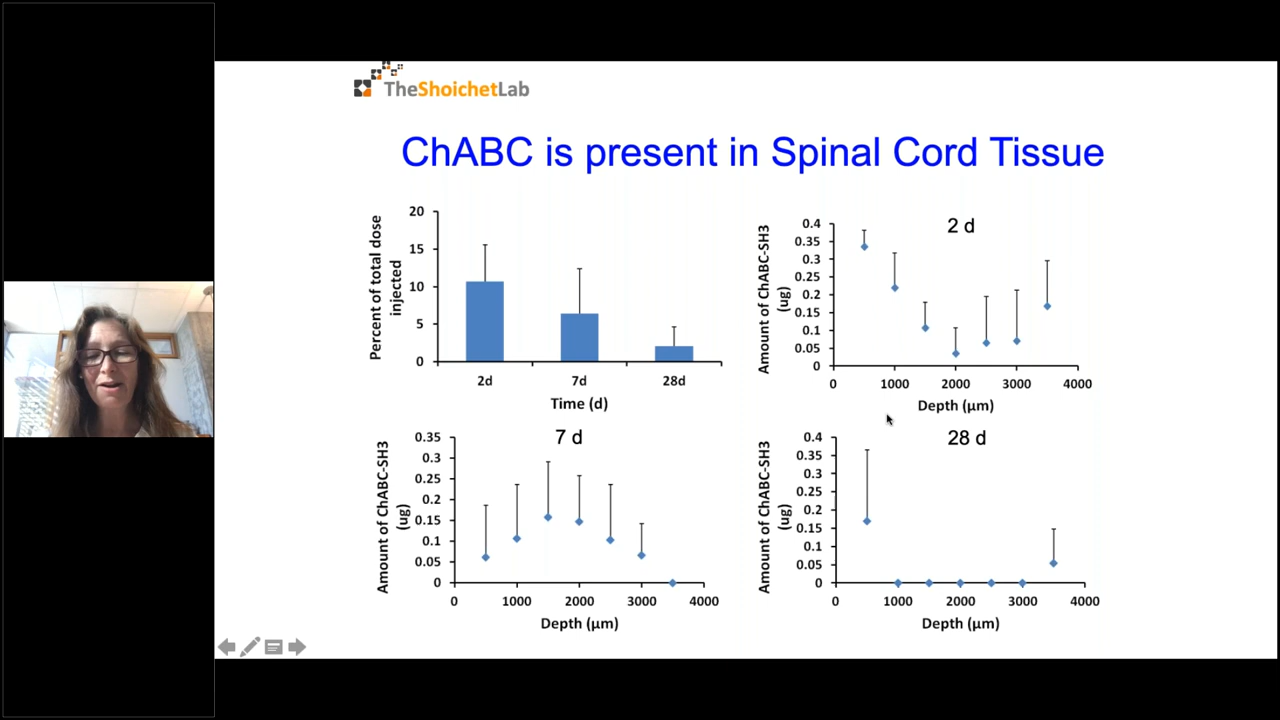 TheShoichetLab
ChABC is present in Spinal Cord Tissue
Percent of total dose
injected
20
15
10
5
0
2d
7d
28d
Time (d)
2 d
Amount of ChABC-SH3
(ug)
0.4
0.35
0.3
0.25
0.2
0.15
0.1
0.05
0
0
1000
2000
3000
4000
Depth (μm)
7 d
Amount of ChABC-SH3
(ug)
0.35
0.3
0.25
0.2
0.15
0.1
0.05
0
0
1000
2000
3000
4000
Depth (μm)
28 d
Amount of ChABC-SH3
(ug)
0.4
0.35
0.3
0.25
0.2
0.15
0.1
0.05
0
0
1000
2000
3000
4000
Depth (μm)